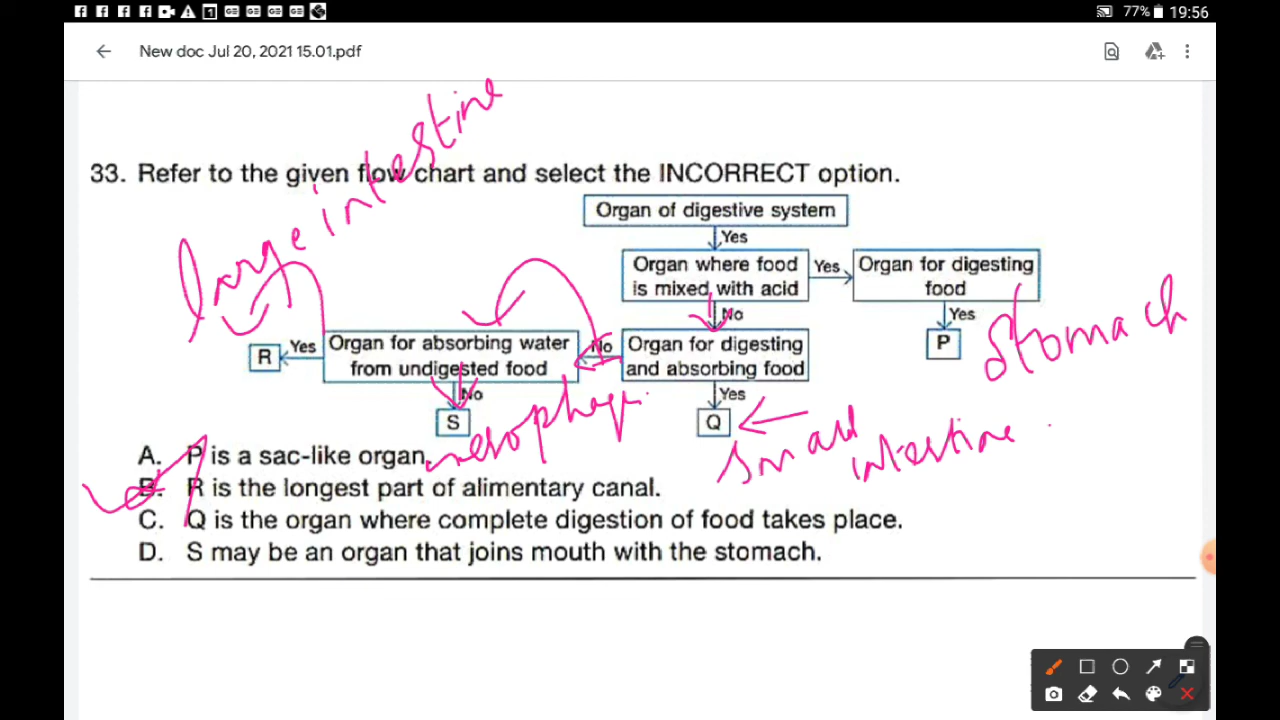 77% 19:56
New doc Jul 20, 2021 15.01.pdf
large intestine
33. Refer to the given flow chart and select the INCORRECT option.
Organ of digestive system
Yes
Organ where food
is mixed with acid
Yes
Organ for digesting
food
No
Yes
P
stomach
Organ for digesting
and absorbing food
No
Organ for absorbing water
from undigested food
Yes
R
No
S
Yes
Q
small intestine
A. P is a sac-like organ.
B. R is the longest part of alimentary canal.
C. Q is the organ where complete digestion of food takes place.
D. S may be an organ that joins mouth with the stomach.